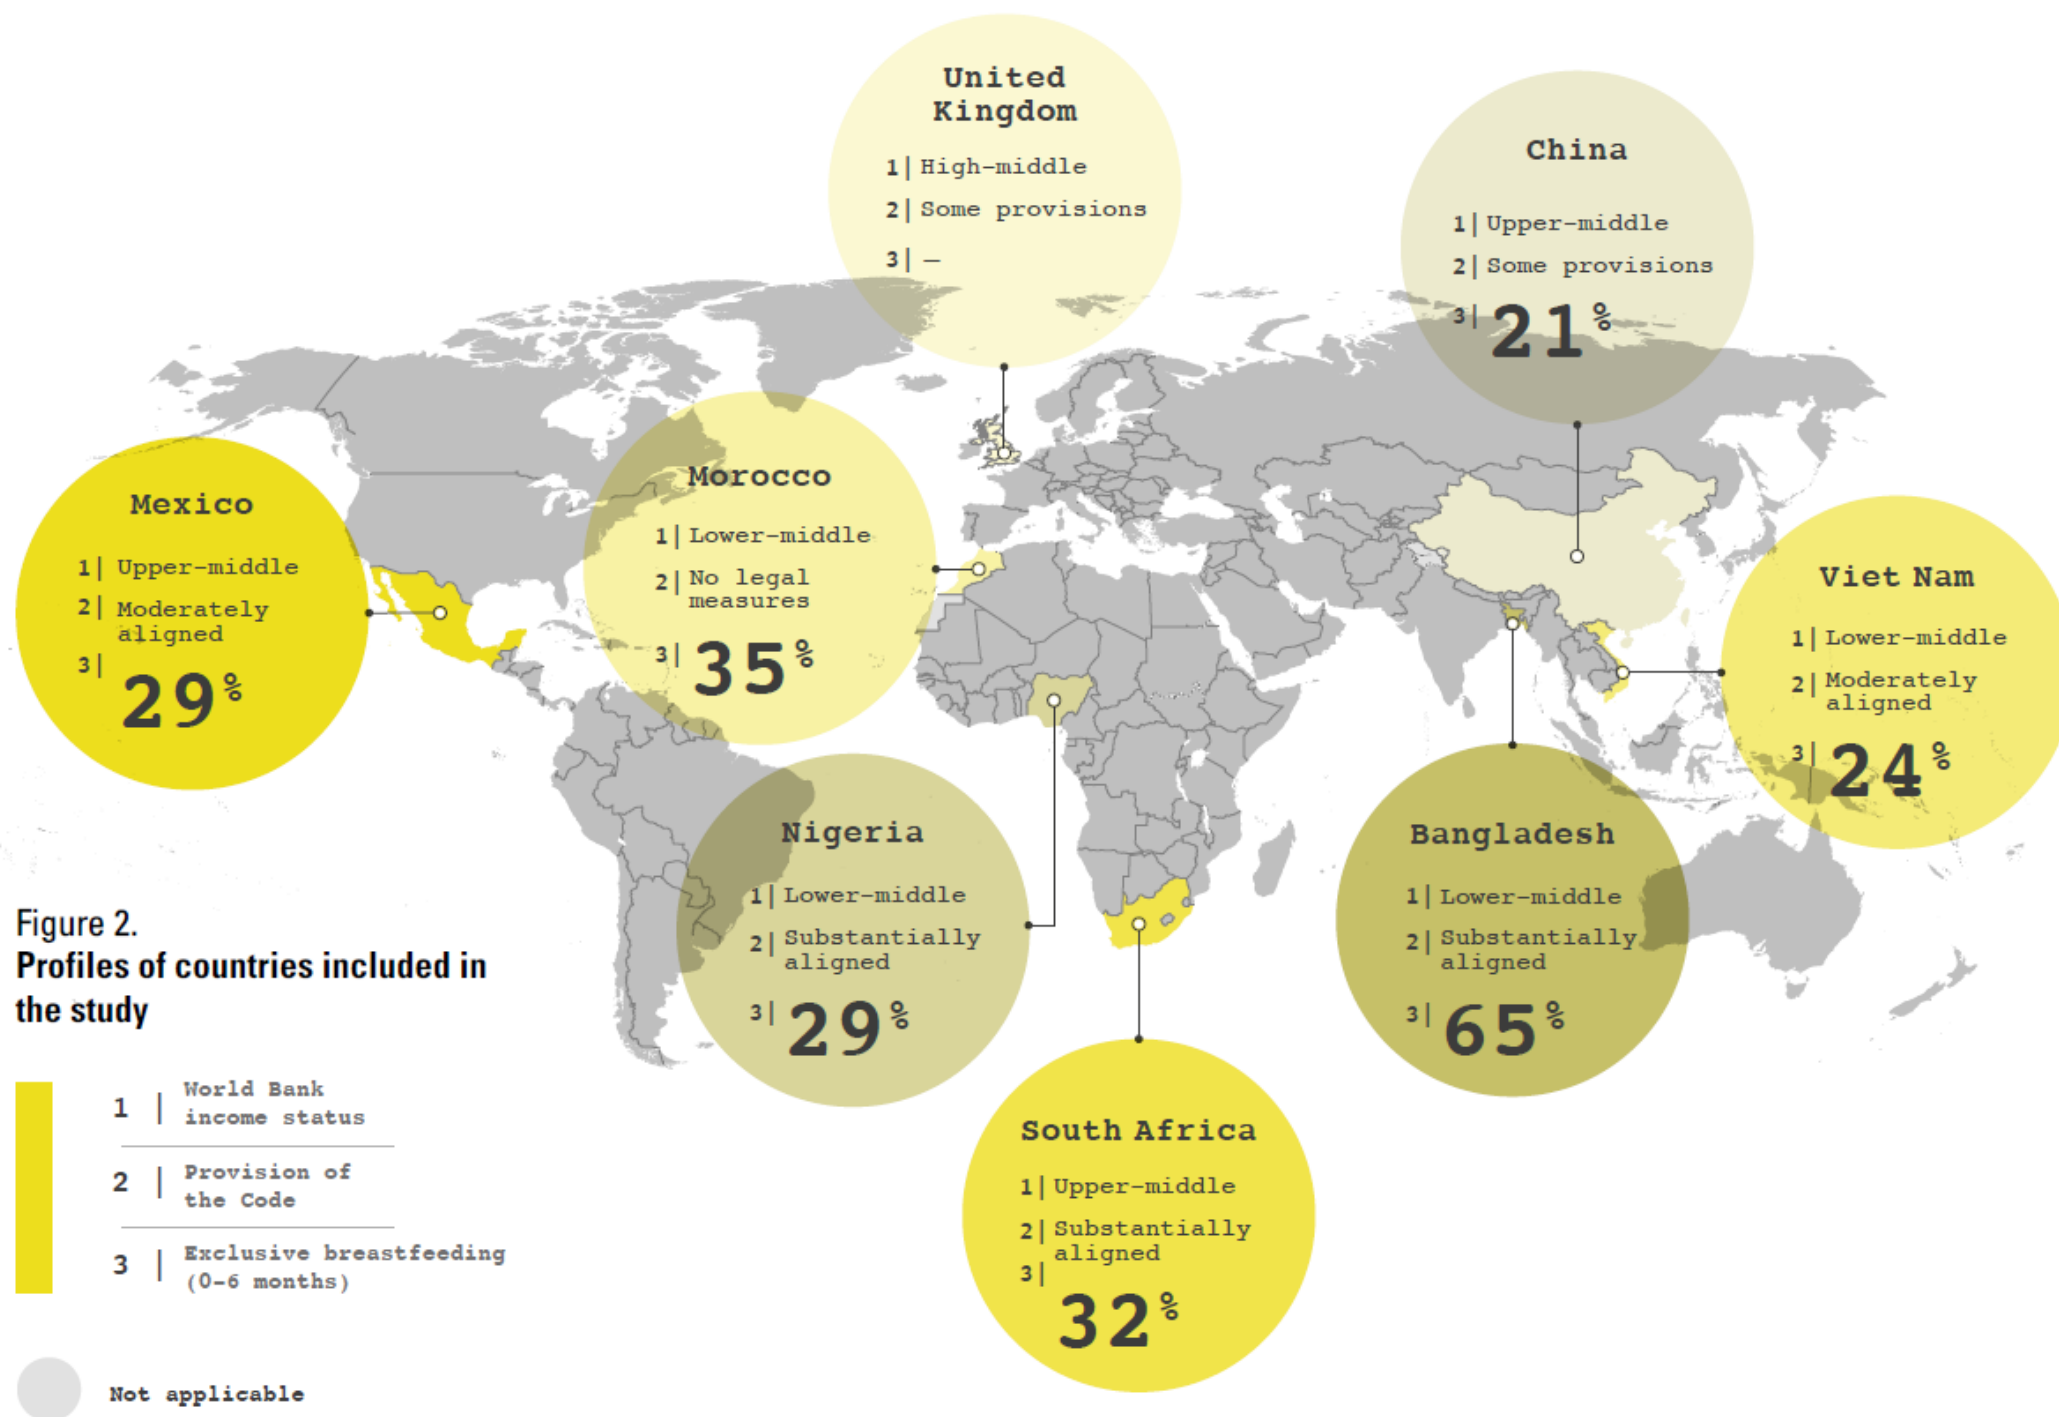 United
Kingdom
1| High-middle
2| Some provisions
3| —
China
1| Upper-middle
2| Some provisions
3| 21%
Mexico
1| Upper-middle
2| Moderately
aligned
3|
29%
Morocco
1| Lower-middle
2| No legal
measures
3| 35%
Viet Nam
1| Lower-middle
2| Moderately
aligned
3| 24%
Nigeria
1| Lower-middle
2| Substantially
aligned
3| 29%
Bangladesh
1| Lower-middle
2| Substantially
aligned
3| 65%
South Africa
1| Upper-middle
2| Substantially
aligned
3|
32%
Figure 2.
Profiles of countries included in
the study
1 | World Bank
income status
2 | Provision of
the Code
3 | Exclusive breastfeeding
(0-6 months)
Not applicable